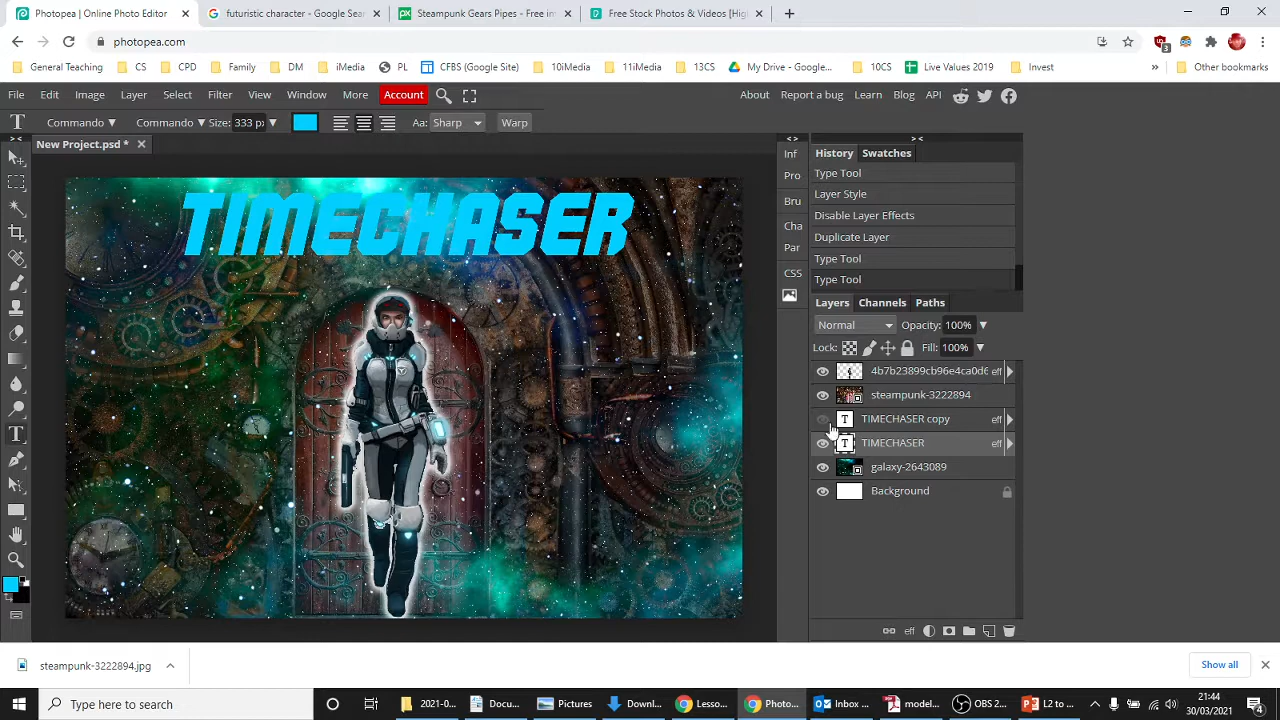 Photopea | Online Photo Editor
futuristic character - Google Sear
Steampunk Gears Pipes - Free im
Free Stock Photos & Videos [Hig
photopea.com
3
General Teaching
CS
CPD
Family
DM
iMedia
PL
CFBS (Google Site)
10iMedia
11iMedia
13CS
My Drive - Google...
10CS
Live Values 2019
Invest
»
Other bookmarks
File Edit Image Layer Select Filter View Window More Account
About Report a bug Learn Blog API
T Commando Commando Size: 333 p Aa: Sharp Warp
New Project.psd *
TIMECHASER
Inf
Pro
Bru
Cha
Par
CSS
History Swatches
Type Tool
Layer Style
Disable Layer Effects
Duplicate Layer
Type Tool
Type Tool
Layers Channels Paths
Normal Opacity: 100%
Lock: Fill: 100%
4b7b23899cb96e4ca0d6 eff
steampunk-3222894
T TIMECHASER copy eff
T TIMECHASER eff
galaxy-2643089
Background
eff
steampunk-3222894.jpg
Show all
Type here to search
2021-0...
Docu...
Pictures
Downl...
Lesso...
Photo...
Inbox ...
model...
OBS 2...
L2 to ...
21:44
30/03/2021
4